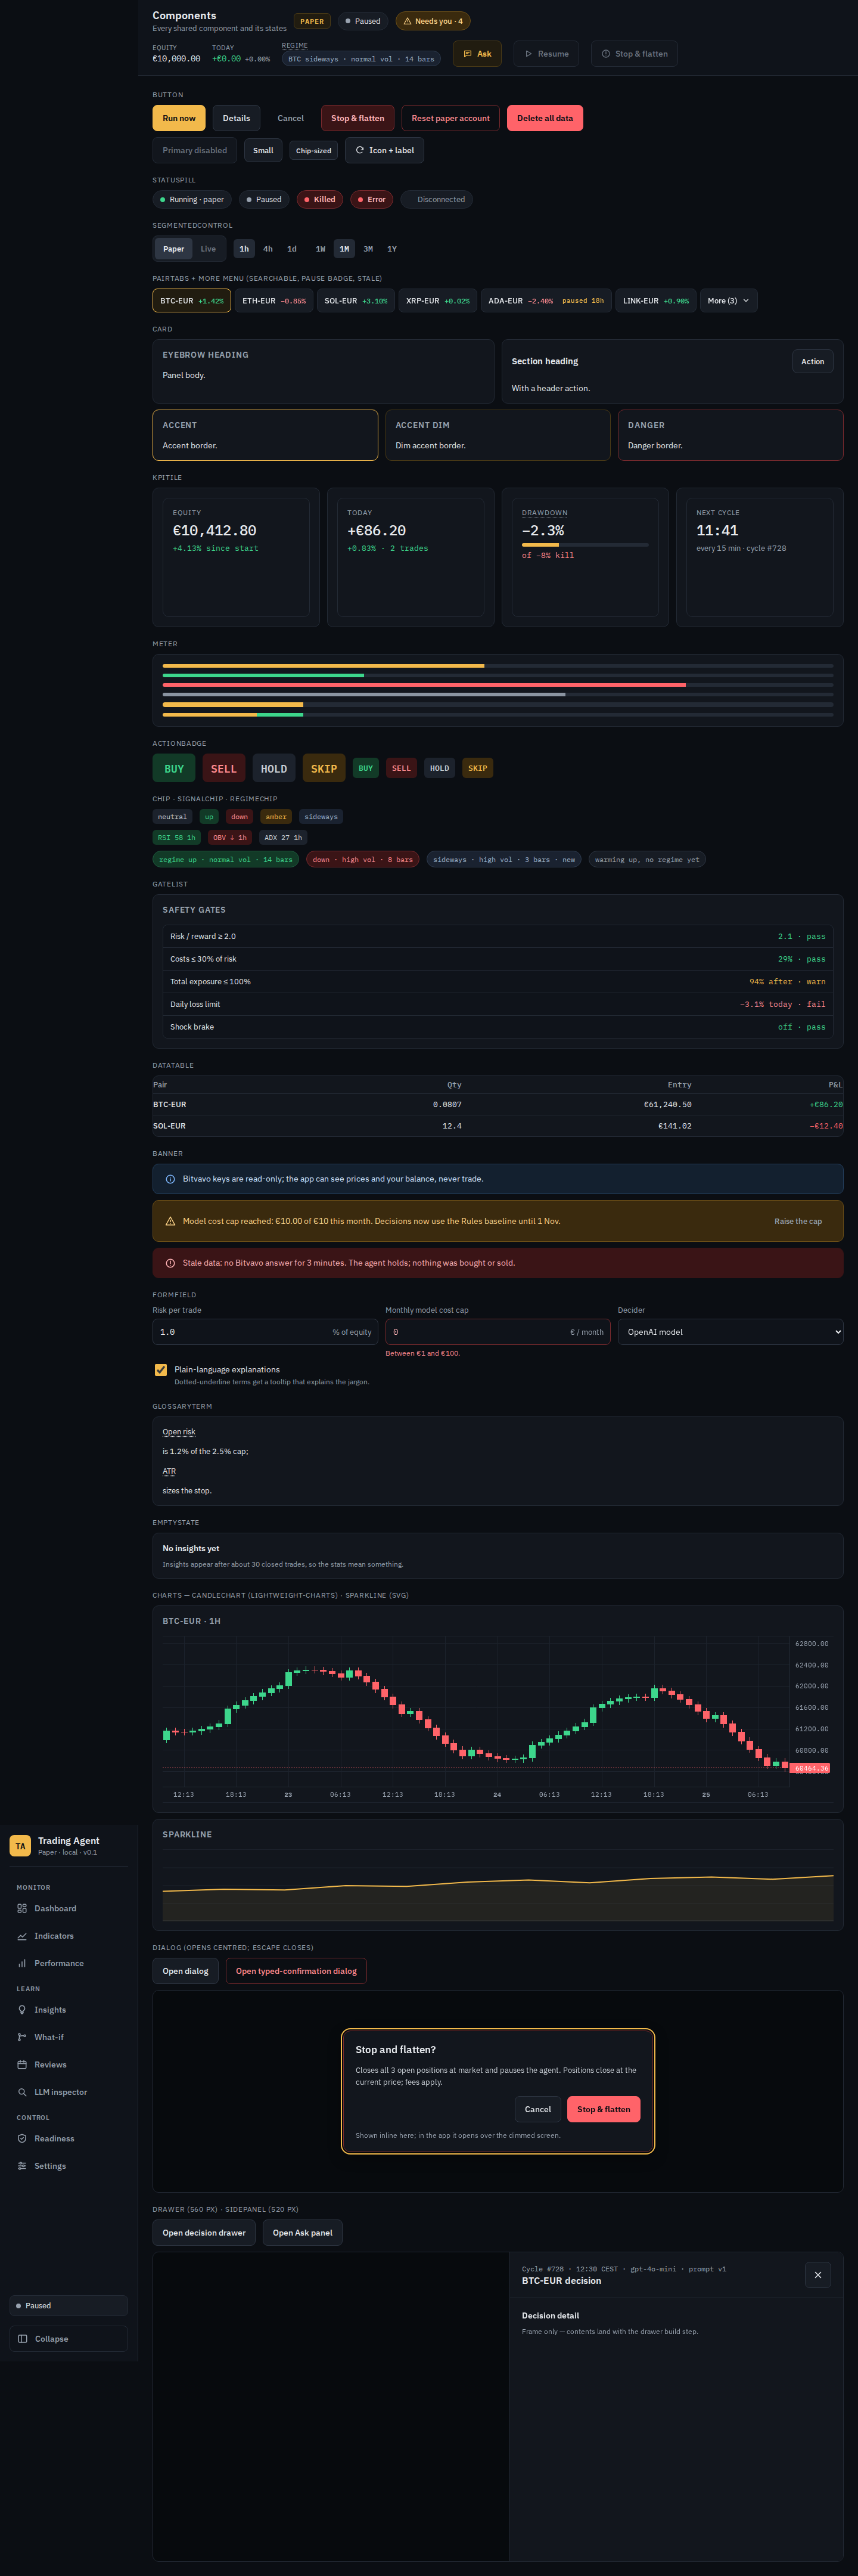 Components
Every shared component and its states
PAPER
Paused
Needs you · 4
EQUITY
€10,000.00
TODAY
+€0.00 +0.00%
REGIME
BTC sideways · normal vol · 14 bars
Ask
Resume
Stop & flatten
BUTTON
Run now
Details
Cancel
Stop & flatten
Reset paper account
Delete all data
Primary disabled
Small
Chip-sized
Icon + label
STATUSPILL
Running · paper
Paused
Killed
Error
Disconnected
SEGMENTEDCONTROL
Paper
Live
1h
4h
1d
1W
1M
3M
1Y
PAIRTABS + MORE MENU (SEARCHABLE, PAUSE BADGE, STALE)
BTC-EUR +1.42%
ETH-EUR −0.85%
SOL-EUR +3.10%
XRP-EUR +0.02%
ADA-EUR −2.40% paused 18h
LINK-EUR +0.90%
More (3)
CARD
EYEBROW HEADING
Panel body.
Section heading
Action
With a header action.
ACCENT
Accent border.
ACCENT DIM
Dim accent border.
DANGER
Danger border.
KPITILE
EQUITY
€10,412.80
+4.13% since start
TODAY
+€86.20
+0.83% · 2 trades
DRAWDOWN
−2.3%
of −8% kill
NEXT CYCLE
11:41
every 15 min · cycle #728
METER
ACTIONBADGE
BUY
SELL
HOLD
SKIP
BUY
SELL
HOLD
SKIP
CHIP · SIGNALCHIP · REGIMECHIP
neutral
up
down
amber
sideways
RSI 58 1h
OBV ↓ 1h
ADX 27 1h
regime up · normal vol · 14 bars
down · high vol · 8 bars
sideways · high vol · 3 bars · new
warming up, no regime yet
GATELIST
SAFETY GATES
Risk / reward ≥ 2.0
2.1 · pass
Costs ≤ 30% of risk
29% · pass
Total exposure ≤ 100%
94% after · warn
Daily loss limit
−3.1% today · fail
Shock brake
off · pass
DATATABLE
Pair Qty Entry P&L
BTC-EUR 0.0807 €61,240.50 +€86.20
SOL-EUR 12.4 €141.02 −€12.40
BANNER
Bitvavo keys are read-only; the app can see prices and your balance, never trade.
Model cost cap reached: €10.00 of €10 this month. Decisions now use the Rules baseline until 1 Nov.
Raise the cap
Stale data: no Bitvavo answer for 3 minutes. The agent holds; nothing was bought or sold.
FORMFIELD
Risk per trade
1.0 % of equity
Monthly model cost cap
0 € / month
Between €1 and €100.
Decider
OpenAI model
Plain-language explanations
Dotted-underline terms get a tooltip that explains the jargon.
GLOSSARYTERM
Open risk
is 1.2% of the 2.5% cap;
ATR
sizes the stop.
EMPTYSTATE
No insights yet
Insights appear after about 30 closed trades, so the stats mean something.
CHARTS — CANDLECHART (LIGHTWEIGHT-CHARTS) · SPARKLINE (SVG)
BTC-EUR · 1H
62800.00
62400.00
62000.00
61600.00
61200.00
60800.00
60464.36
12:13
18:13
23
06:13
12:13
18:13
24
06:13
12:13
18:13
25
06:13
SPARKLINE
DIALOG (OPENS CENTRED; ESCAPE CLOSES)
Open dialog
Open typed-confirmation dialog
Stop and flatten?
Closes all 3 open positions at market and pauses the agent. Positions close at the
current price; fees apply.
Cancel
Stop & flatten
Shown inline here; in the app it opens over the dimmed screen.
DRAWER (560 PX) · SIDEPANEL (520 PX)
Open decision drawer
Open Ask panel
Cycle #728 · 12:30 CEST · gpt-4o-mini · prompt v1
BTC-EUR decision
Decision detail
Frame only — contents land with the drawer build step.
TA
Trading Agent
Paper · local · v0.1
MONITOR
Dashboard
Indicators
Performance
LEARN
Insights
What-if
Reviews
LLM inspector
CONTROL
Readiness
Settings
Paused
Collapse